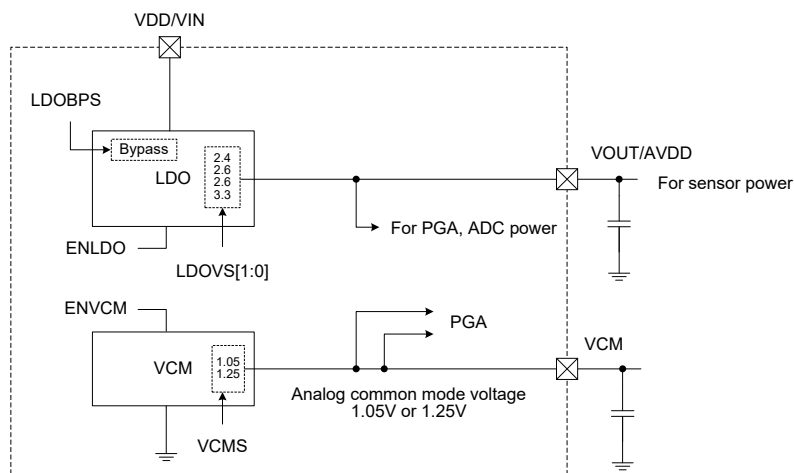 VDD/VIN
LDOBPS
Bypass
LDO
2.4
2.6
2.6
3.3
VOUT/AVDD
For sensor power
For PGA, ADC power
ENLDO
LDOVS[1:0]
ENVCM
PGA
VCM
1.05
1.25
VCM
Analog common mode voltage
1.05V or 1.25V
VCMS